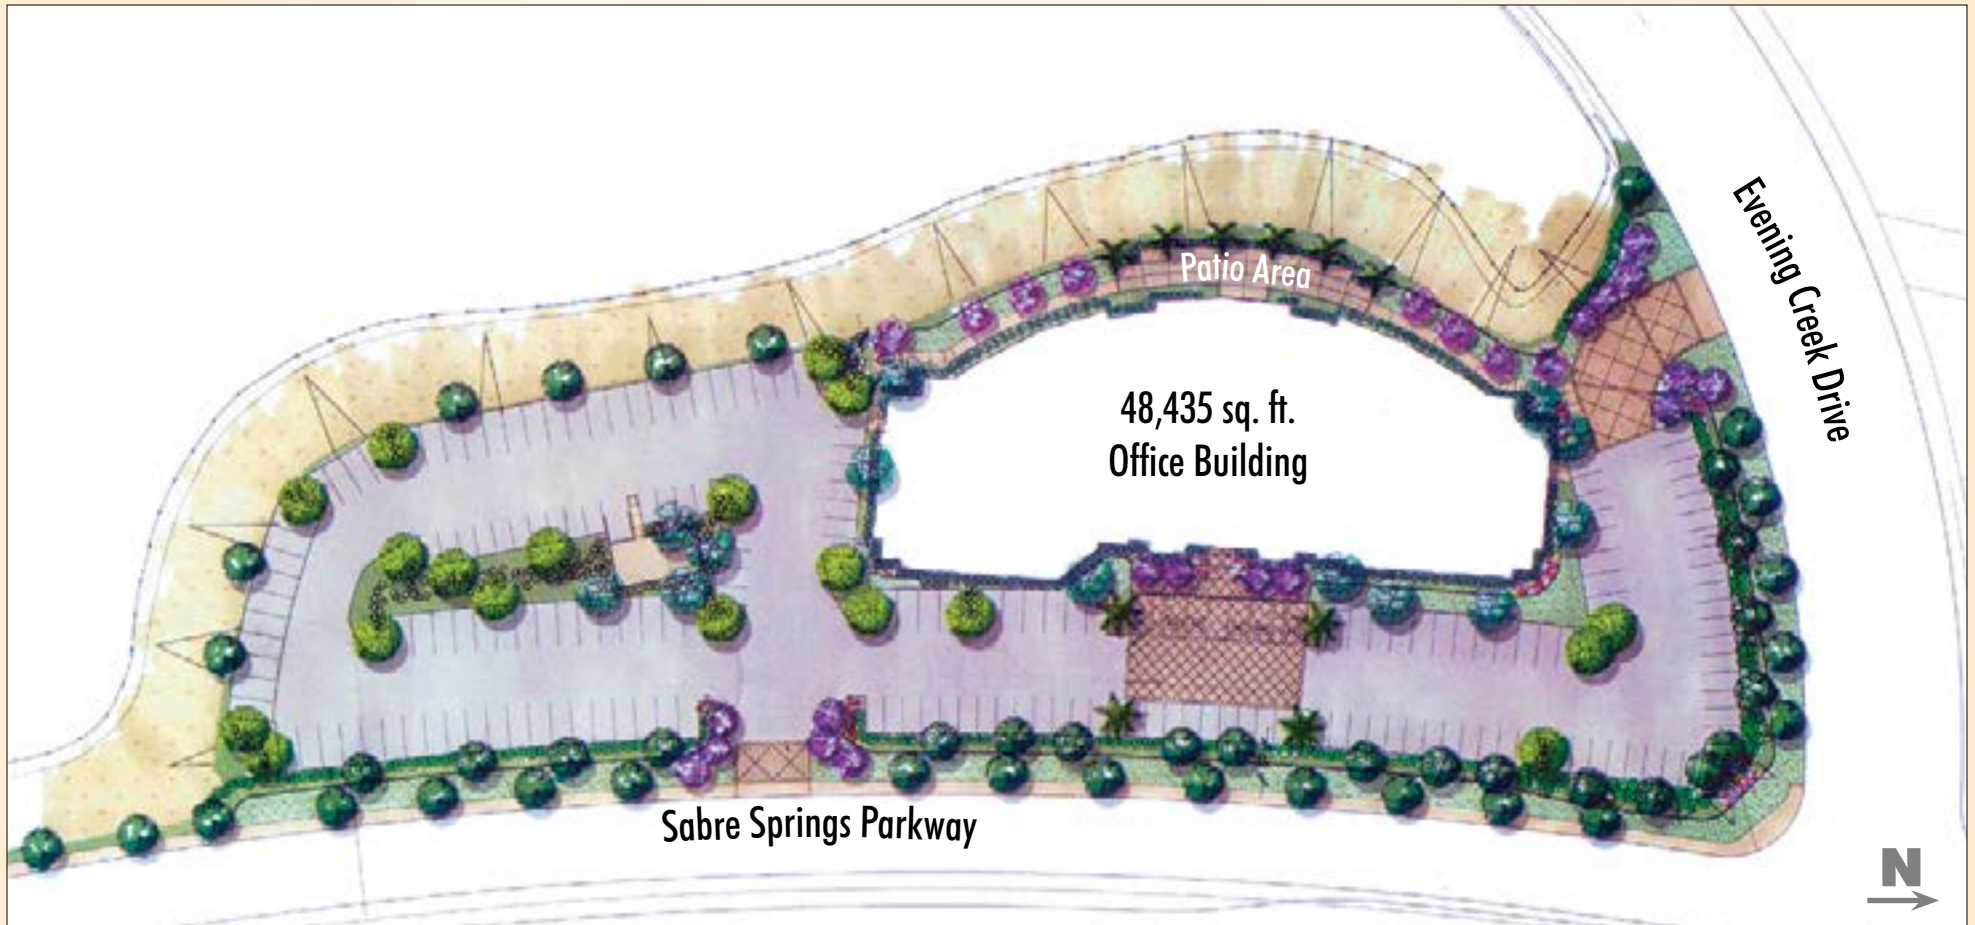 Patio Area
Evening Creek Drive
48,435 sq. ft.
Office Building
Sabre Springs Parkway
N